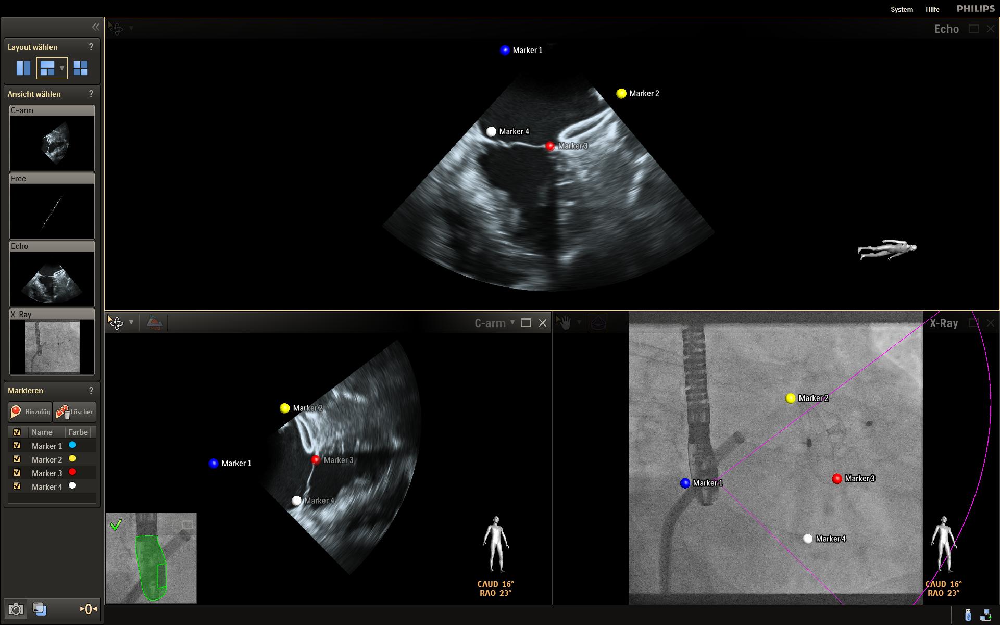 System Hilfe PHILIPS
Layout wählen ?
Ansicht wählen ?
C-arm
Free
Echo
X-Ray
Markieren ?
Hinzufüg Löschen
Name Farbe
Marker 1
Marker 2
Marker 3
Marker 4
Echo
Marker 1
Marker 2
Marker 4
Marker 3
C-arm
Marker 2
Marker 3
Marker 1
Marker 4
CAUD 16°
RAO 23°
X-Ray
Marker 2
Marker 3
Marker 1
Marker 4
CAUD 16°
RAO 23°
0